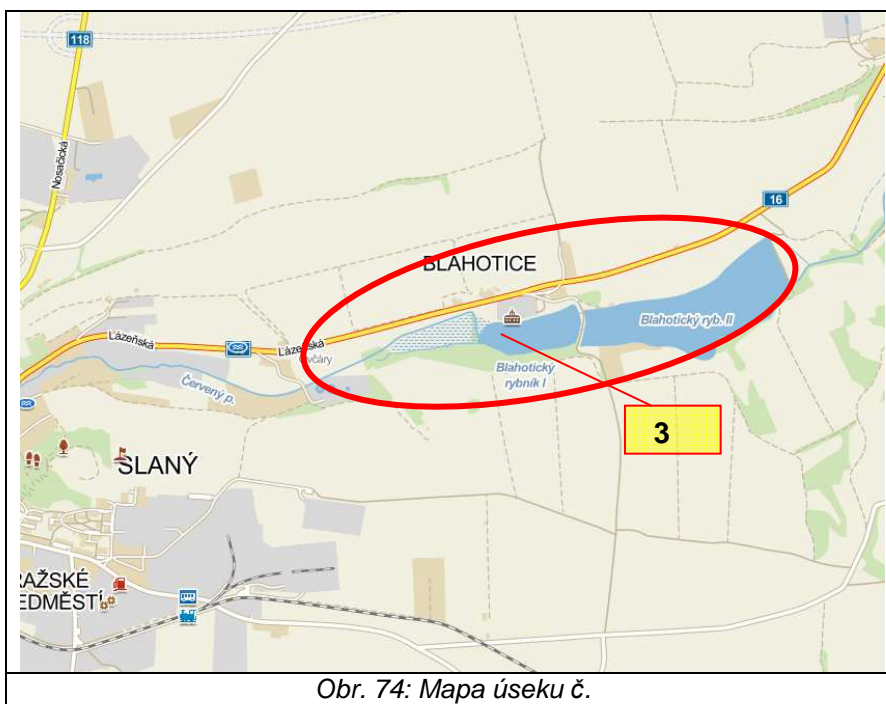 118
Nosačická
16
BLAHOTICE
Blahotický ryb. II
Lázeňská
Lázeňská
Ovčáry
Blahotický
rybník I
Červený p.
3
SLANÝ
RAŽSKÉ
EDMĚSTÍ
Obr. 74: Mapa úseku č.